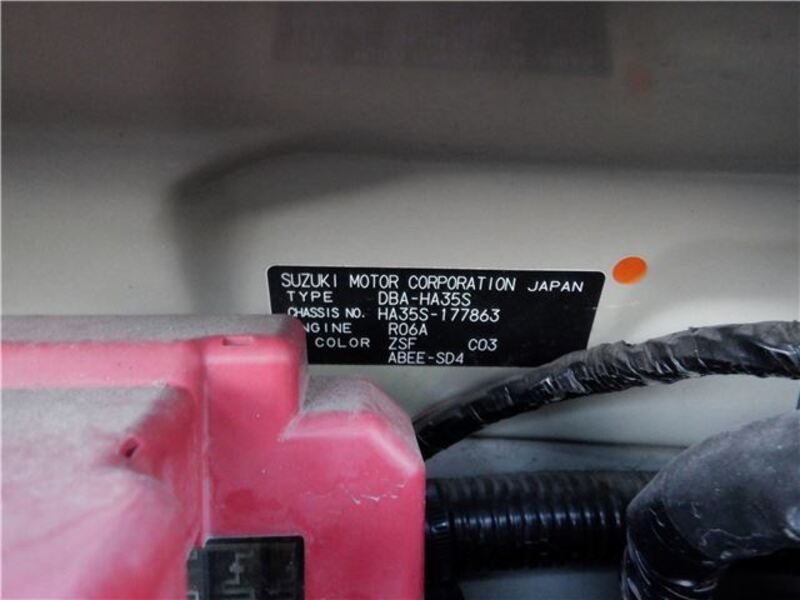 SUZUKI MOTOR CORPORATION JAPAN
TYPE DBA-HA35S
CHASSIS NO. HA35S-177863
ENGINE R06A
COLOR ZSF C03
ABEE-SD4